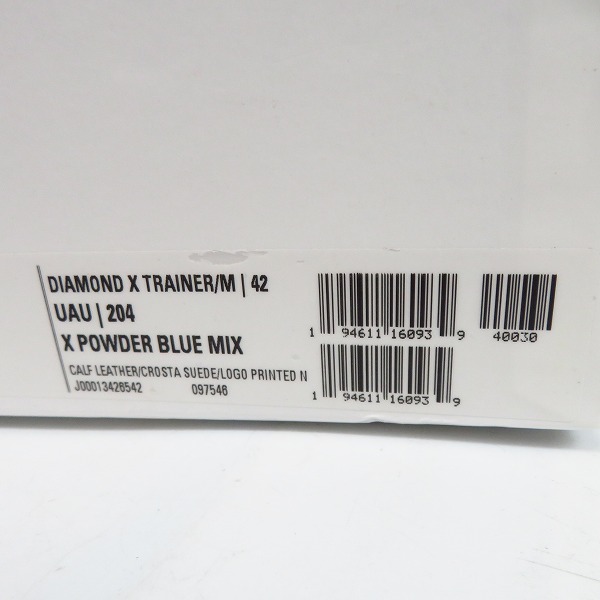 DIAMOND X TRAINER/M | 42
UAU | 204
X POWDER BLUE MIX
CALF LEATHER/CROSTA SUEDE/LOGO PRINTED N
J00013426542 097546
1 94611 16093 9
40030
1 94611 16093 9